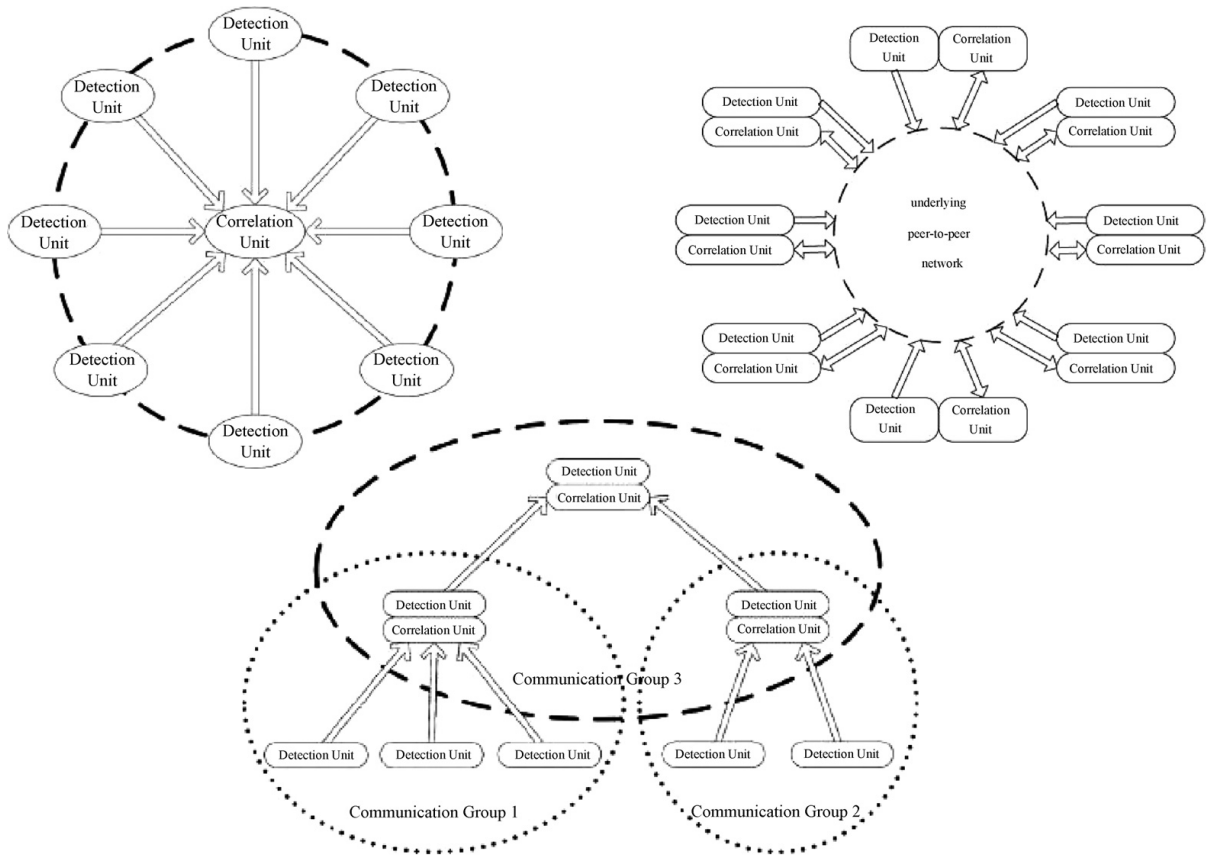 Detection
Unit
Detection
Unit
Detection
Unit
Detection
Unit
Correlation
Unit
Detection
Unit
Detection
Unit
Detection
Unit
Detection
Unit
Detection
Unit
Correlation
Unit
Detection Unit
Correlation Unit
Detection Unit
Correlation Unit
Detection Unit
Correlation Unit
underlying
peer-to-peer
network
Detection Unit
Correlation Unit
Detection Unit
Correlation Unit
Detection Unit
Correlation Unit
Detection
Unit
Correlation
Unit
Detection Unit
Correlation Unit
Detection Unit
Correlation Unit
Detection Unit
Correlation Unit
Communication Group 3
Detection Unit
Detection Unit
Detection Unit
Detection Unit
Detection Unit
Communication Group 1
Communication Group 2